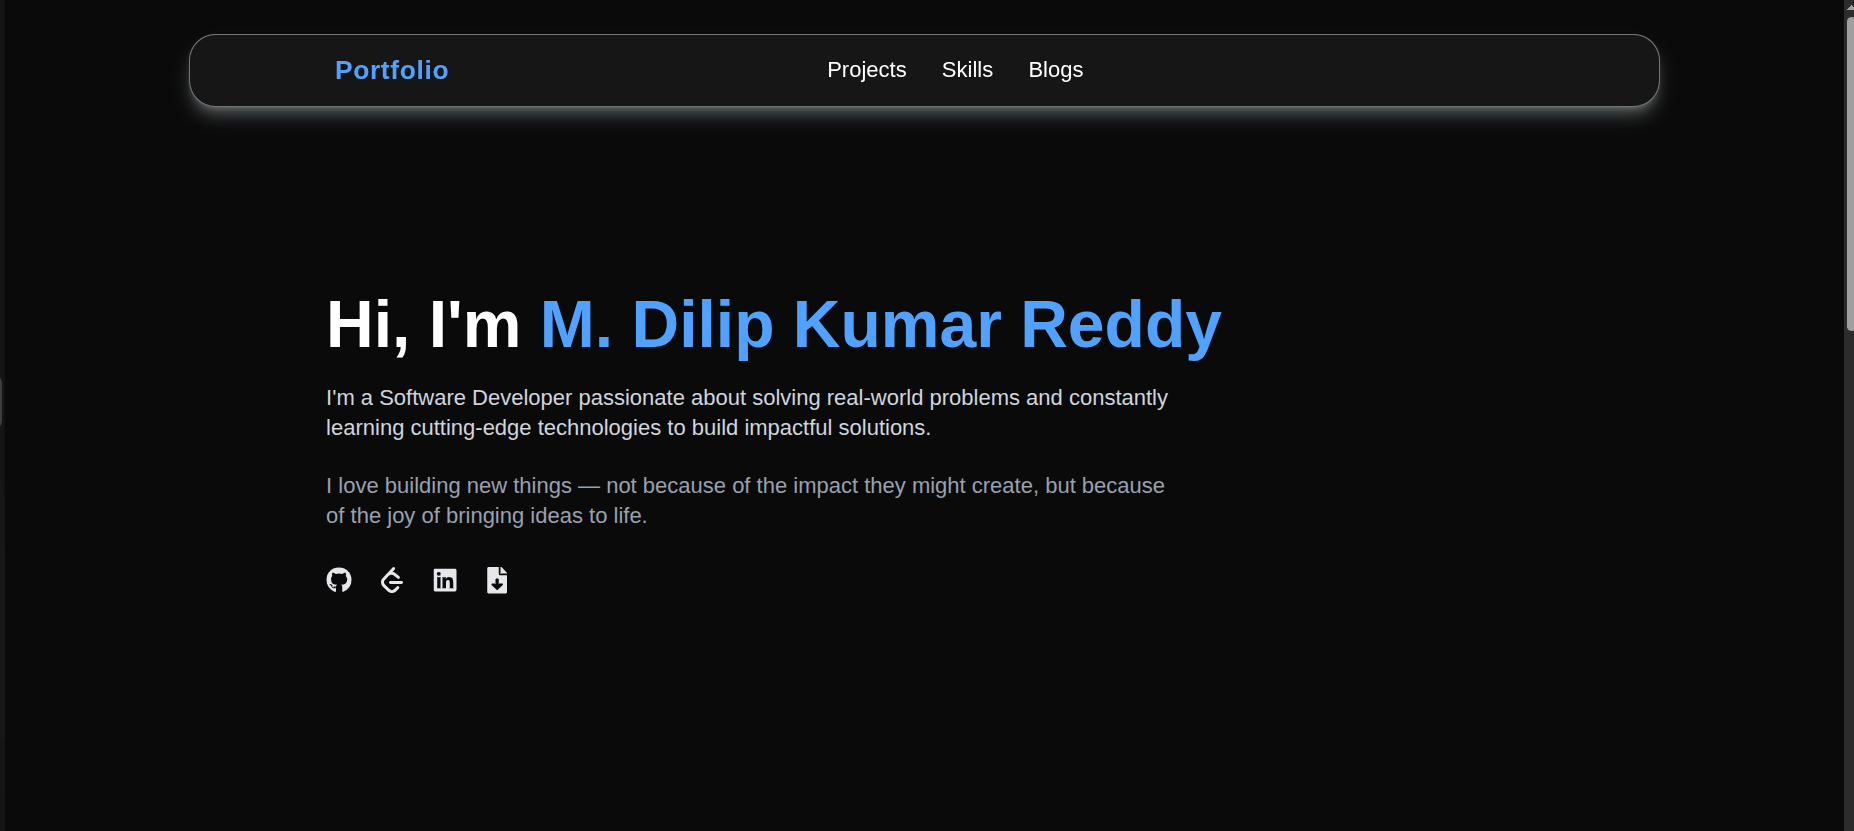 Portfolio
Projects Skills Blogs
Hi, I'm M. Dilip Kumar Reddy
I'm a Software Developer passionate about solving real-world problems and constantly
learning cutting-edge technologies to build impactful solutions.
I love building new things — not because of the impact they might create, but because
of the joy of bringing ideas to life.
in